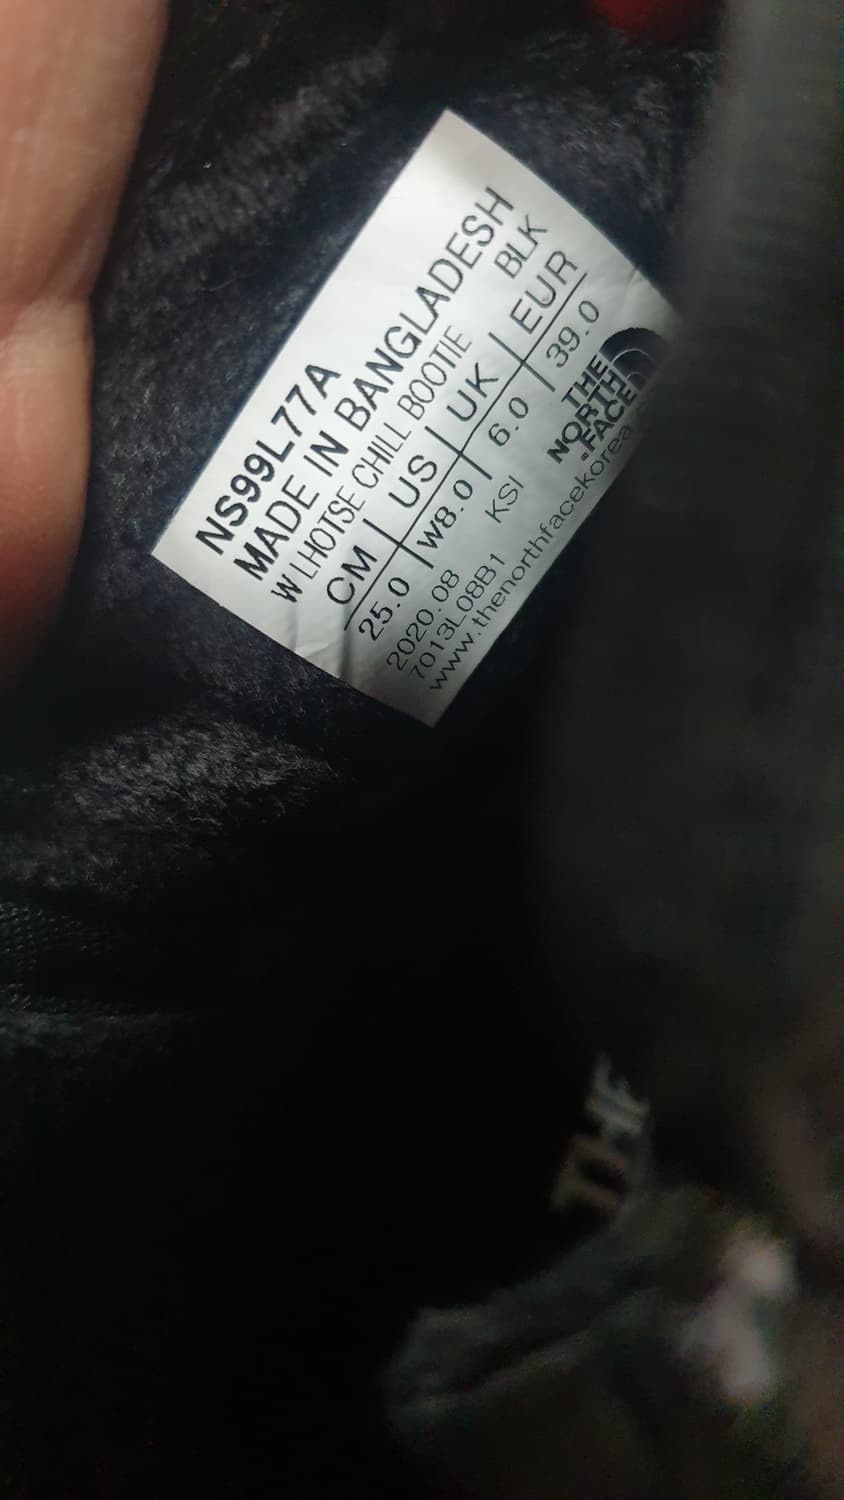 NS99L77A
MADE IN BANGLADESH
W LHOTSE CHILL BOOTIE BLK
CM | US | UK | EUR
25.0 | W8.0 | 6.0 | 39.0
2020.08 KSI
7013L08B1
THE
NORTH
FACE
www.thenorthfacekorea
THE